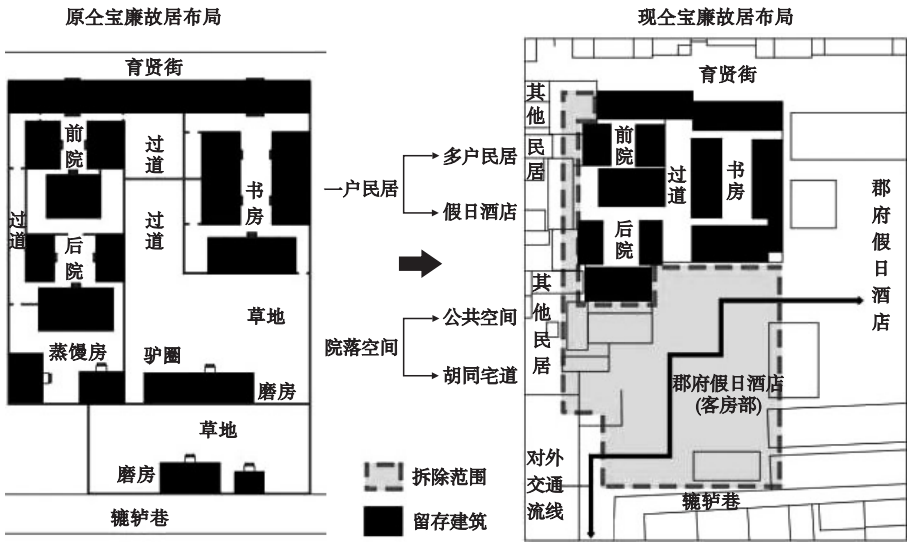 原仝宝廉故居布局
育贤街
前院
过道
书房
过道
过道
后院
草地
蒸馒房
驴圈
磨房
草地
磨房
辘轳巷
一户民居
多户民居
假日酒店
院落空间
公共空间
胡同宅道
拆除范围
留存建筑
现仝宝廉故居布局
育贤街
其他民居
前院
过道
书房
后院
郡府假日酒店
其他民居
郡府假日酒店
(客房部)
对外
交通
流线
辘轳巷